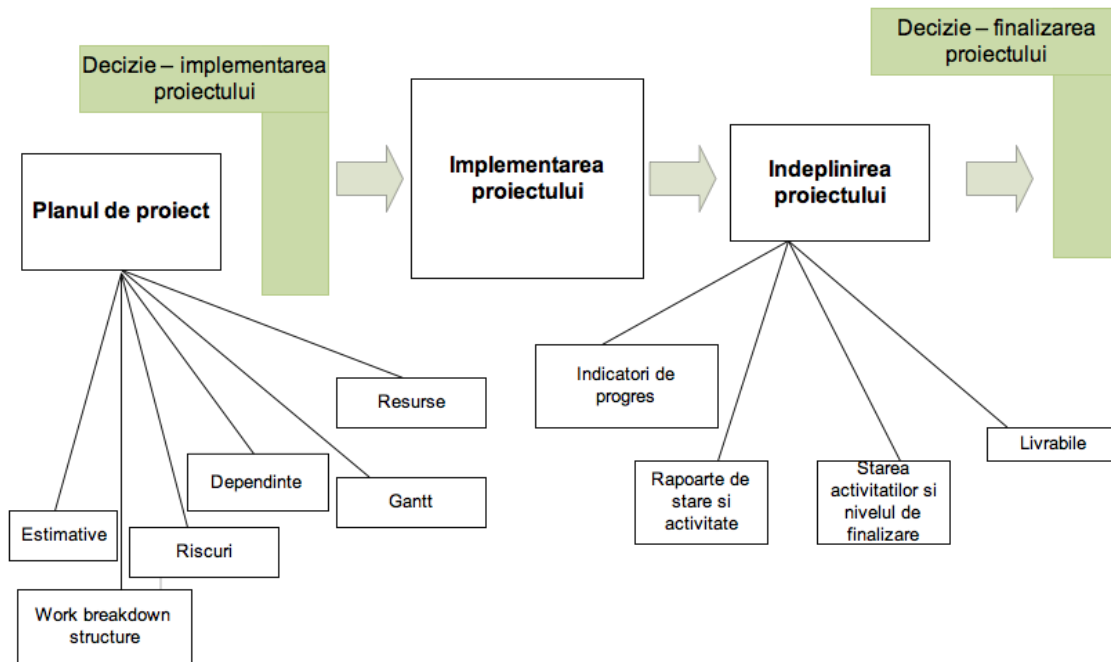 Decizie – implementarea
proiectului
Decizie – finalizarea
proiectului
Planul de proiect
Implementarea
proiectului
Indeplinirea
proiectului
Resurse
Dependinte
Gantt
Estimative
Riscuri
Work breakdown
structure
Indicatori de
progres
Rapoarte de
stare si
activitate
Starea
activitatilor si
nivelul de
finalizare
Livrabile